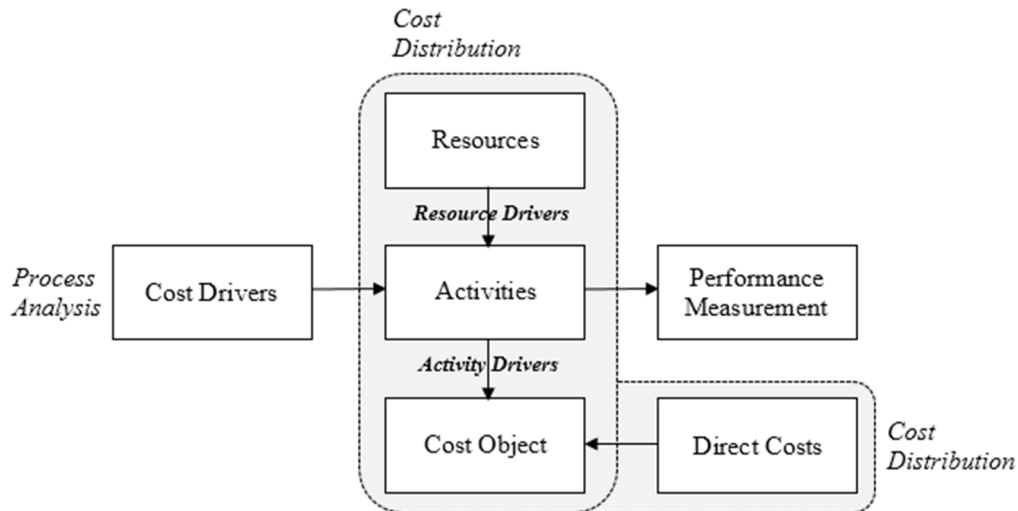 Cost
Distribution
Resources
Resource Drivers
Process
Analysis
Cost Drivers
Activities
Performance
Measurement
Activity Drivers
Cost Object
Direct Costs
Cost
Distribution